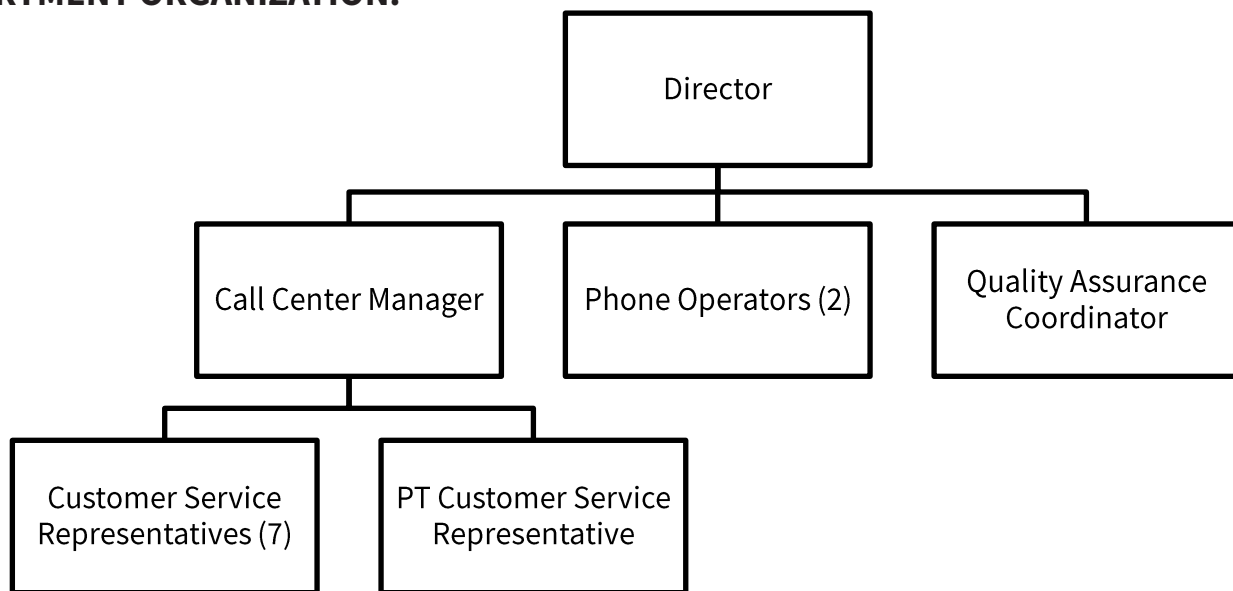 Director
Call Center Manager
Phone Operators (2)
Quality Assurance
Coordinator
Customer Service
Representatives (7)
PT Customer Service
Representative